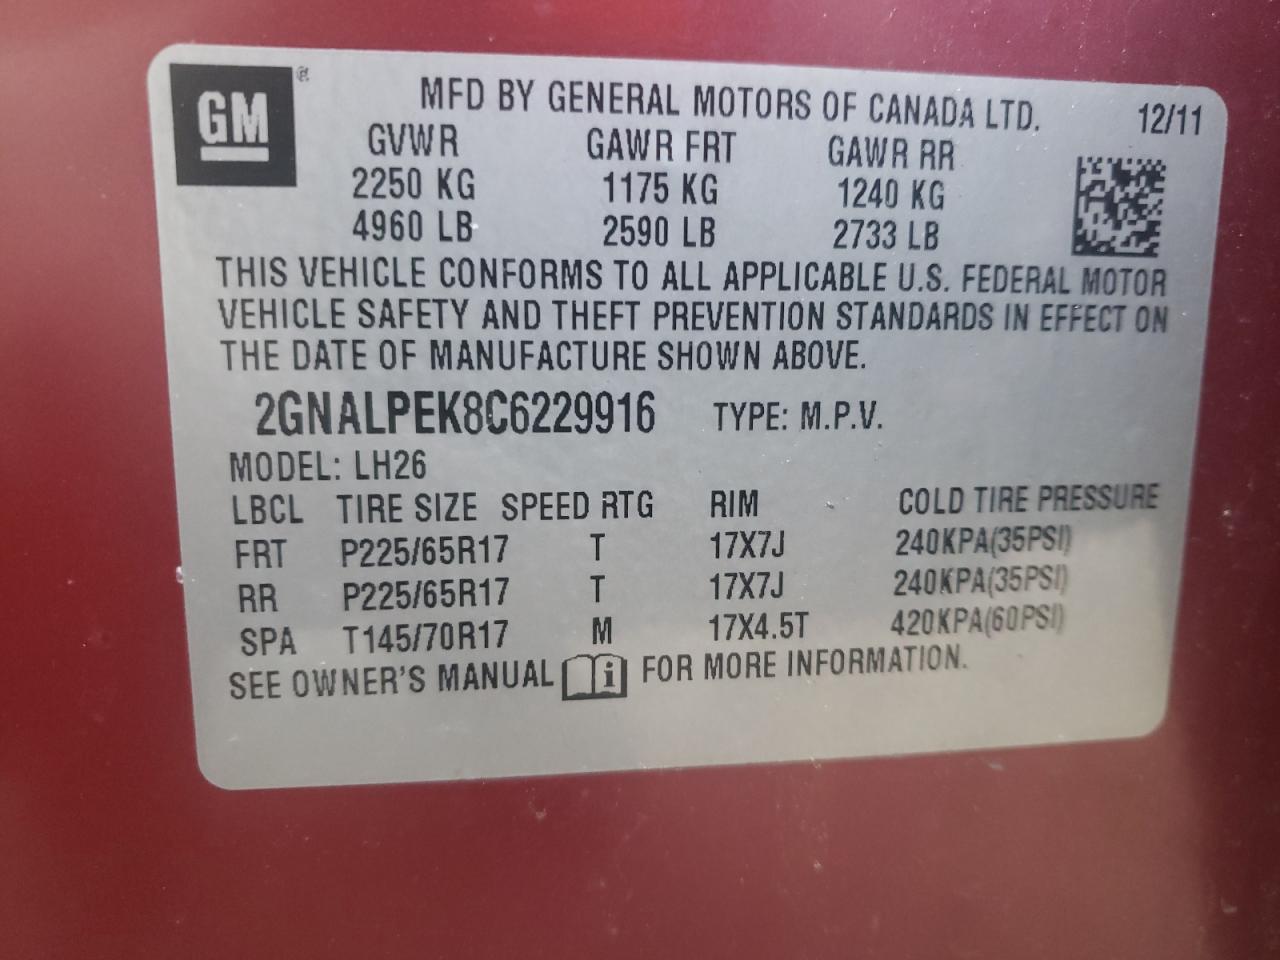 GM ®
MFD BY GENERAL MOTORS OF CANADA LTD. 12/11
GVWR GAWR FRT GAWR RR
2250 KG 1175 KG 1240 KG
4960 LB 2590 LB 2733 LB
THIS VEHICLE CONFORMS TO ALL APPLICABLE U.S. FEDERAL MOTOR
VEHICLE SAFETY AND THEFT PREVENTION STANDARDS IN EFFECT ON
THE DATE OF MANUFACTURE SHOWN ABOVE.
2GNALPEK8C6229916 TYPE: M.P.V.
MODEL: LH26
LBCL TIRE SIZE SPEED RTG RIM COLD TIRE PRESSURE
FRT P225/65R17 T 17X7J 240KPA(35PSI)
RR P225/65R17 T 17X7J 240KPA(35PSI)
SPA T145/70R17 M 17X4.5T 420KPA(60PSI)
SEE OWNER'S MANUAL i FOR MORE INFORMATION.